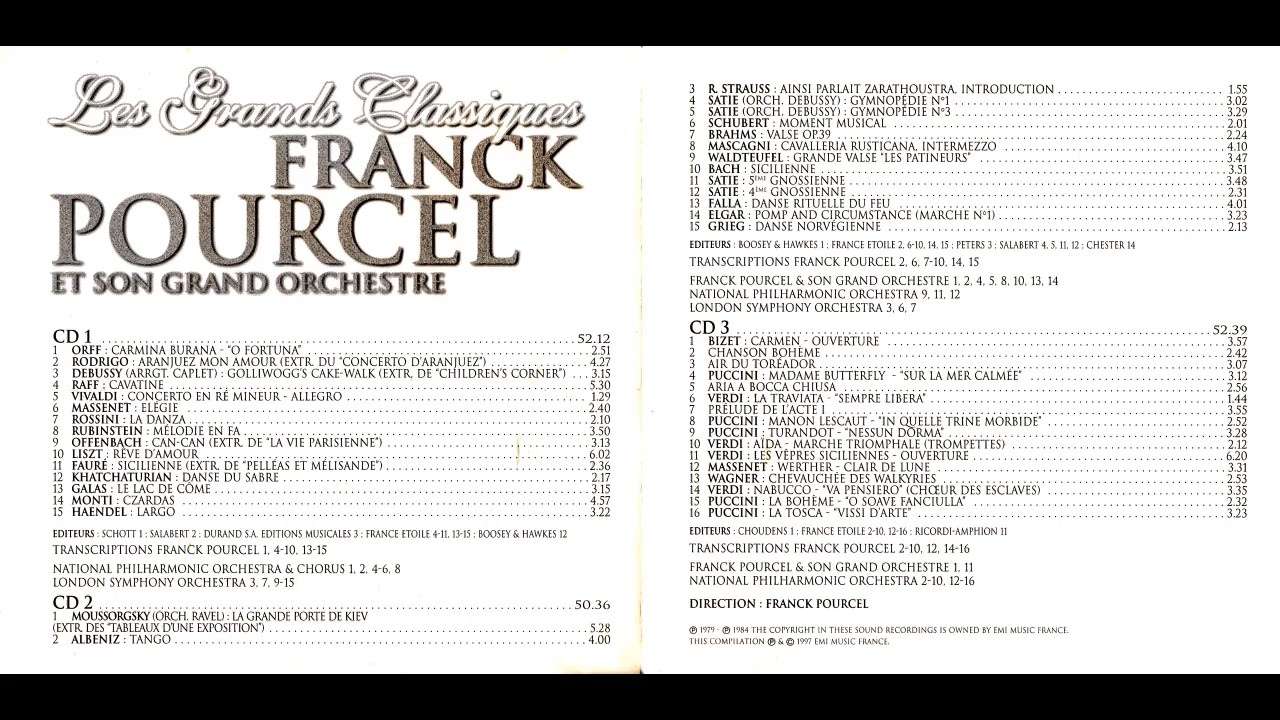 Les Grands Classiques
FRANCK
POURCEL
ET SON GRAND ORCHESTRE
CD 1 52.12
1 ORFF : CARMINA BURANA - "O FORTUNA" 2.51
2 RODRIGO : ARANJUEZ MON AMOUR (EXTR. DU "CONCERTO D'ARANJUEZ") 4.27
3 DEBUSSY (ARRGT. CAPLET) : GOLLIWOGG'S CAKE-WALK (EXTR, DE "CHILDREN'S CORNER") 3.15
4 RAFF : CAVATINE 5.30
5 VIVALDI : CONCERTO EN RÉ MINEUR - ALLEGRO 1.29
6 MASSENET : ELÉGIE 2.40
7 ROSSINI : LA DANZA 2.10
8 RUBINSTEIN : MÉLODIE EN FA 3.50
9 OFFENBACH : CAN-CAN (EXTR. DE "LA VIE PARISIENNE") 3.13
10 LISZT : RÊVE D'AMOUR 6.02
11 FAURÉ : SICILIENNE (EXTR. DE "PELLÉAS ET MÉLISANDE") 2.36
12 KHATCHATURIAN : DANSE DU SABRE 2.17
13 GALAS : LE LAC DE CÔME 3.15
14 MONTI : CZARDAS 4.57
15 HAENDEL : LARGO 3.22
EDITEURS : SCHOTT 1 ; SALABERT 2 ; DURAND S.A. EDITIONS MUSICALES 3 ; FRANCE ETOILE 4-11, 13-15 ; BOOSEY & HAWKES 12
TRANSCRIPTIONS FRANCK POURCEL 1, 4-10, 13-15
NATIONAL PHILHARMONIC ORCHESTRA & CHORUS 1, 2, 4-6, 8
LONDON SYMPHONY ORCHESTRA 3, 7, 9-15
CD 2 50.36
1 MOUSSORGSKY (ORCH. RAVEL) : LA GRANDE PORTE DE KIEV
(EXTR. DES "TABLEAUX D'UNE EXPOSITION") 5.28
2 ALBENIZ : TANGO 4.00
3 R. STRAUSS : AINSI PARLAIT ZARATHOUSTRA, INTRODUCTION 1.55
4 SATIE (ORCH. DEBUSSY) : GYMNOPÉDIE N°1 3.02
5 SATIE (ORCH. DEBUSSY) : GYMNOPÉDIE N°3 3.29
6 SCHUBERT : MOMENT MUSICAL 2.01
7 BRAHMS : VALSE OP.39 2.24
8 MASCAGNI : CAVALLERIA RUSTICANA, INTERMEZZO 4.10
9 WALDTEUFEL : GRANDE VALSE "LES PATINEURS" 3.47
10 BACH : SICILIENNE 3.51
11 SATIE : 5ÈME GNOSSIENNE 3.48
12 SATIE : 4ÈME GNOSSIENNE 2.31
13 FALLA : DANSE RITUELLE DU FEU 4.01
14 ELGAR : POMP AND CIRCUMSTANCE (MARCHE N°1) 3.23
15 GRIEG : DANSE NORVÉGIENNE 2.13
EDITEURS : BOOSEY & HAWKES 1 ; FRANCE ETOILE 2, 6-10, 14, 15 ; PETERS 3 ; SALABERT 4, 5, 11, 12 ; CHESTER 14
TRANSCRIPTIONS FRANCK POURCEL 2, 6, 7-10, 14, 15
FRANCK POURCEL & SON GRAND ORCHESTRE 1, 2, 4, 5, 8, 10, 13, 14
NATIONAL PHILHARMONIC ORCHESTRA 9, 11, 12
LONDON SYMPHONY ORCHESTRA 3, 6, 7
CD 3 52.39
1 BIZET : CARMEN - OUVERTURE 3.57
2 CHANSON BOHÈME 2.42
3 AIR DU TORÉADOR 3.07
4 PUCCINI : MADAME BUTTERFLY - "SUR LA MER CALMÉE" 3.12
5 ARIA A BOCCA CHIUSA 2.56
6 VERDI : LA TRAVIATA - "SEMPRE LIBERA" 1.44
7 PRÉLUDE DE L'ACTE I 3.55
8 PUCCINI : MANON LESCAUT - "IN QUELLE TRINE MORBIDE" 2.52
9 PUCCINI : TURANDOT - "NESSUN DORMA" 3.28
10 VERDI : AÏDA - MARCHE TRIOMPHALE (TROMPETTES) 2.12
11 VERDI : LES VÊPRES SICILIENNES - OUVERTURE 6.20
12 MASSENET : WERTHER - CLAIR DE LUNE 3.31
13 WAGNER : CHEVAUCHÉE DES WALKYRIES 2.53
14 VERDI : NABUCCO - "VA PENSIERO" (CHŒUR DES ESCLAVES) 3.35
15 PUCCINI : LA BOHÈME - "O SOAVE FANCIULLA" 2.32
16 PUCCINI : LA TOSCA - "VISSI D'ARTE" 3.23
EDITEURS : CHOUDENS 1 ; FRANCE ETOILE 2-10, 12-16 ; RICORDI-AMPHION 11
TRANSCRIPTIONS FRANCK POURCEL 2-10, 12, 14-16
FRANCK POURCEL & SON GRAND ORCHESTRE 1, 11
NATIONAL PHILHARMONIC ORCHESTRA 2-10, 12-16
DIRECTION : FRANCK POURCEL
℗ 1979 - ℗ 1984 THE COPYRIGHT IN THESE SOUND RECORDINGS IS OWNED BY EMI MUSIC FRANCE.
THIS COMPILATION ℗ & © 1997 EMI MUSIC FRANCE.